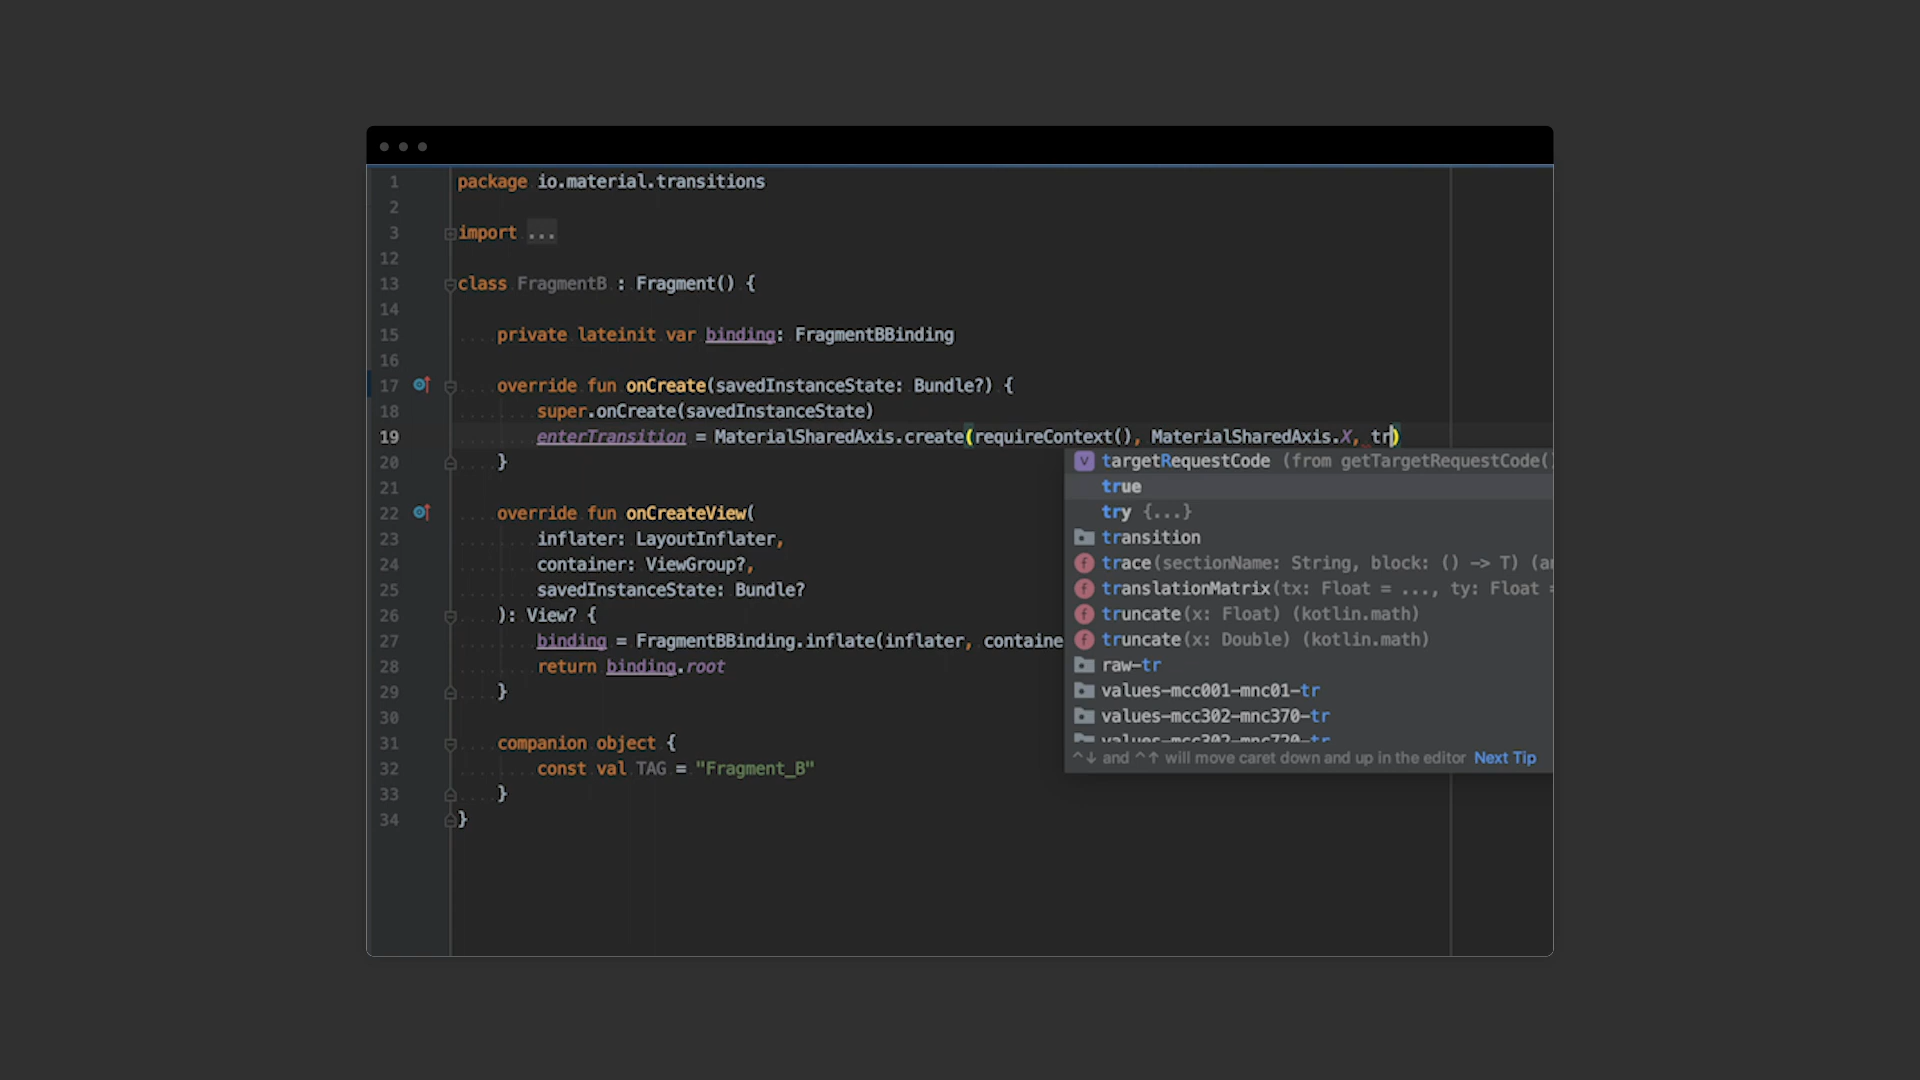 1 package io.material.transitions
2
3 import ...
12
13 class FragmentB : Fragment() {
14
15 private lateinit var binding: FragmentBBinding
16
17 override fun onCreate(savedInstanceState: Bundle?) {
18 super.onCreate(savedInstanceState)
19 enterTransition = MaterialSharedAxis.create(requireContext(), MaterialSharedAxis.X, tr)
20 }
21
22 override fun onCreateView(
23 inflater: LayoutInflater,
24 container: ViewGroup?,
25 savedInstanceState: Bundle?
26 ): View? {
27 binding = FragmentBBinding.inflate(inflater, containe
28 return binding.root
29 }
30
31 companion object {
32 const val TAG = "Fragment_B"
33 }
34 }
v targetRequestCode (from getTargetRequestCode()
true
try {...}
transition
f trace(sectionName: String, block: () -> T) (an
f translationMatrix(tx: Float = ..., ty: Float =
f truncate(x: Float) (kotlin.math)
f truncate(x: Double) (kotlin.math)
raw-tr
values-mcc001-mnc01-tr
values-mcc302-mnc370-tr
values-mcc302-mnc720-tr
^↓ and ^↑ will move caret down and up in the editor Next Tip